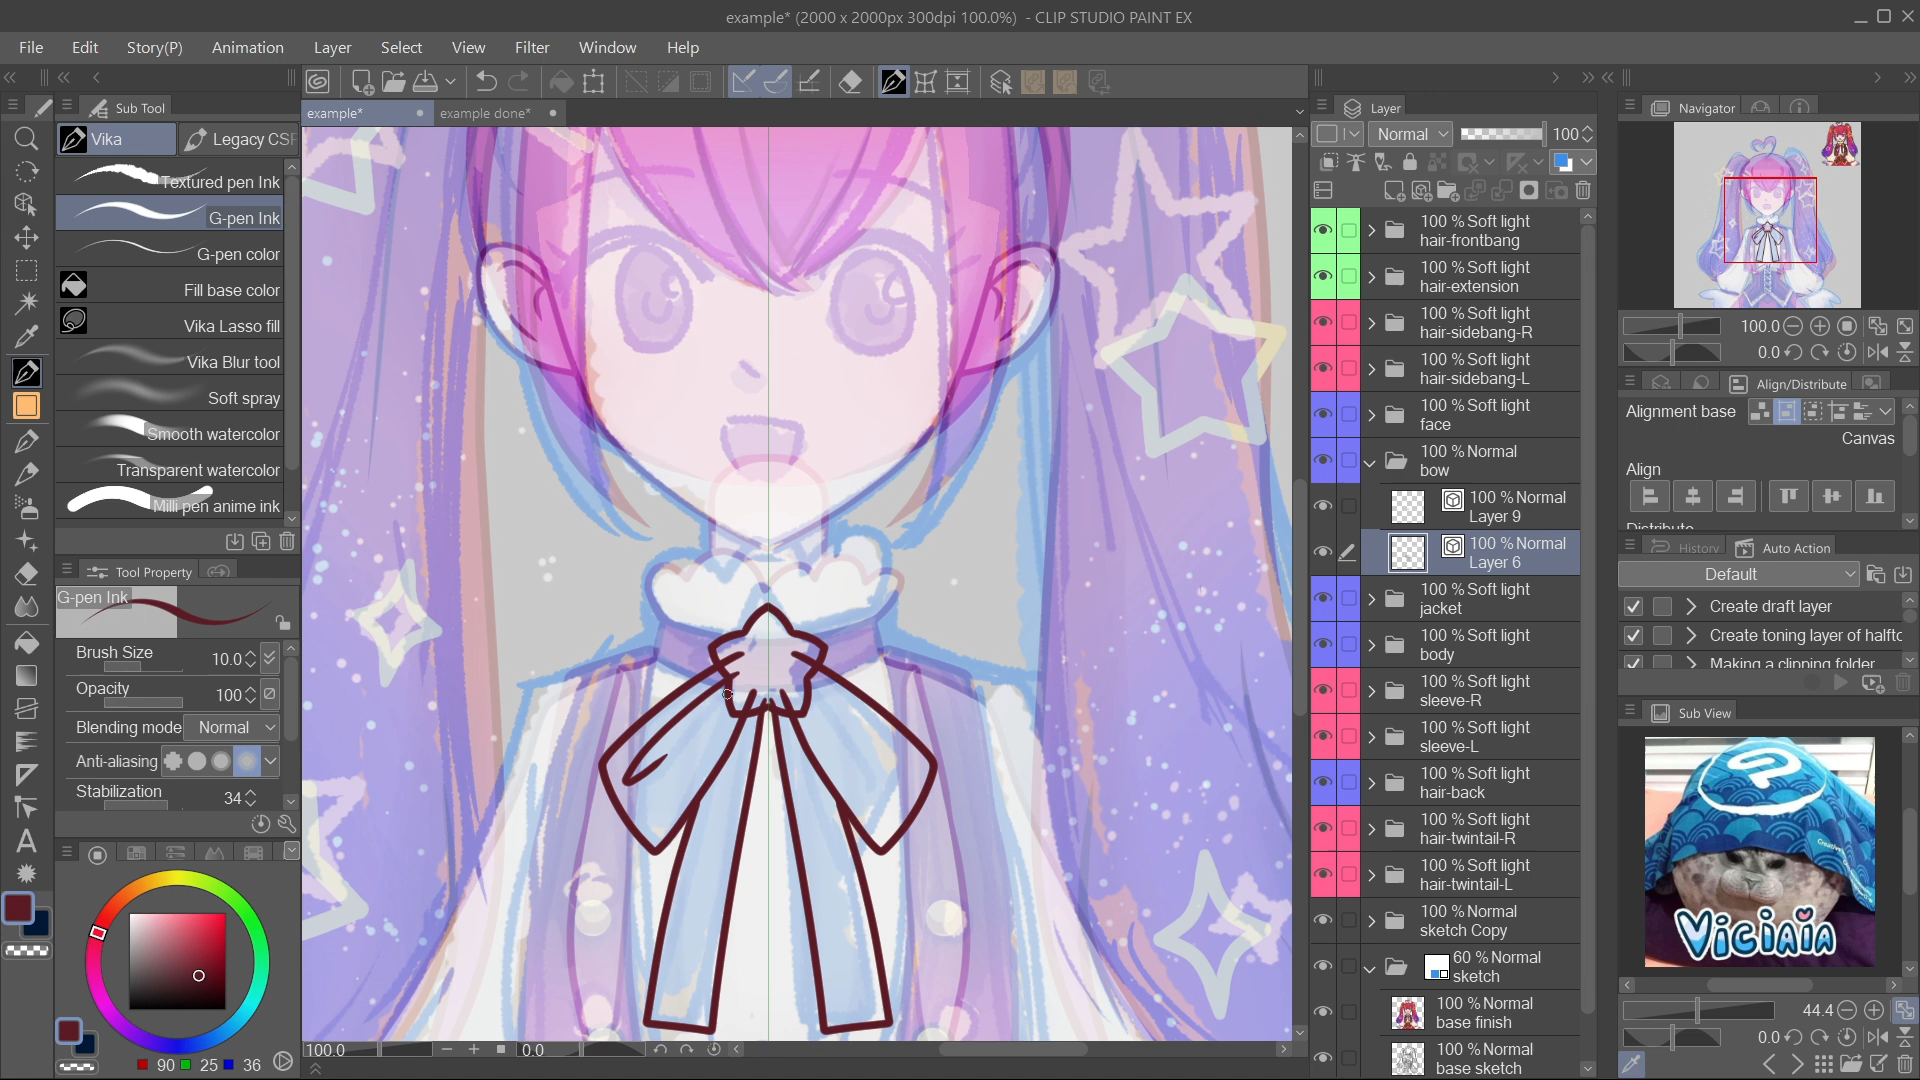 example* (2000 x 2000px 300dpi 100.0%) - CLIP STUDIO PAINT EX
File Edit Story(P) Animation Layer Select View Filter Window Help
Sub Tool
Vika
Legacy CSP
Textured pen Ink
G-pen Ink
G-pen color
Fill base color
Vika Lasso fill
Vika Blur tool
Soft spray
Smooth watercolor
Transparent watercolor
Milli pen anime ink
Tool Property
G-pen Ink
Brush Size 10.0
Opacity 100
Blending mode Normal
Anti-aliasing
Stabilization 34
A
90 25 36
example*
example done*
100.0 0.0
Layer
Normal 100
100 % Soft light
hair-frontbang
100 % Soft light
hair-extension
100 % Soft light
hair-sidebang-R
100 % Soft light
hair-sidebang-L
100 % Soft light
face
100 % Normal
bow
100 % Normal
Layer 9
100 % Normal
Layer 6
100 % Soft light
jacket
100 % Soft light
body
100 % Soft light
sleeve-R
100 % Soft light
sleeve-L
100 % Soft light
hair-back
100 % Soft light
hair-twintail-R
100 % Soft light
hair-twintail-L
100 % Normal
sketch Copy
60 % Normal
sketch
100 % Normal
base finish
100 % Normal
base sketch
Navigator
100.0
0.0
Align/Distribute
Alignment base
Canvas
Align
Distribute
History Auto Action
Default
Create draft layer
Create toning layer of halfto
Making a clipping folder
Sub View
Viciaia
44.4
0.0